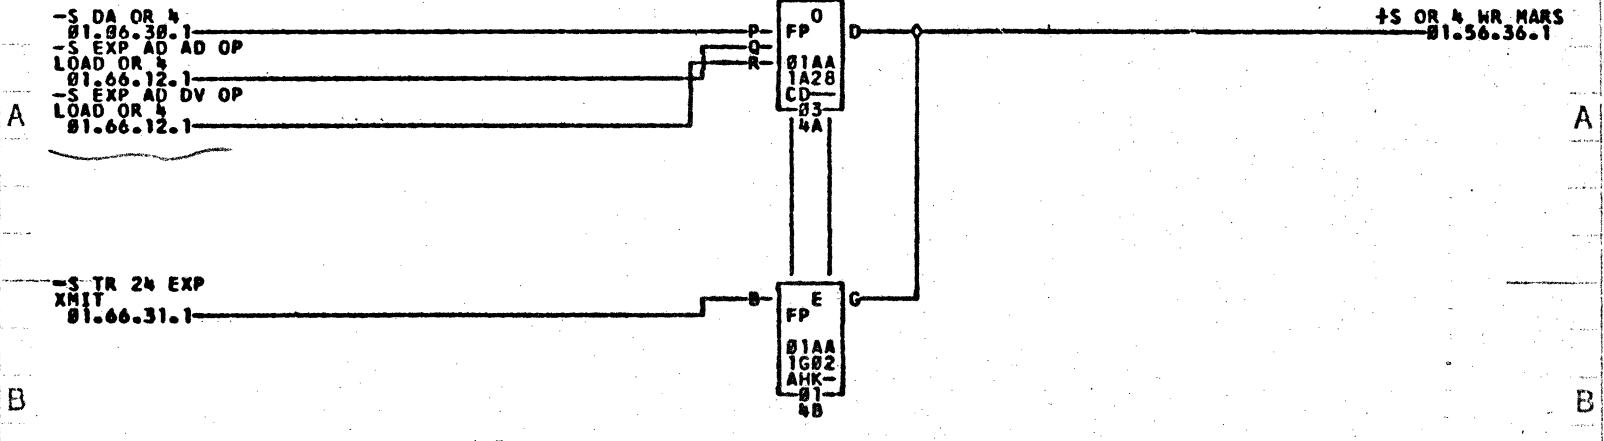 -S DA OR 4
01.06.30.1
-S EXP AD AD OP
LOAD OR 4
01.66.12.1
-S EXP AD DV OP
LOAD OR 4
01.66.12.1
P
Q
R
O
FP
01AA
1A28
CD
03
4A
D
+S OR 4 WR MARS
01.56.36.1
A
A
-S TR 24 EXP
XMIT
01.66.31.1
B
E
FP
01AA
1G02
AHK-
01
4B
G
B
B